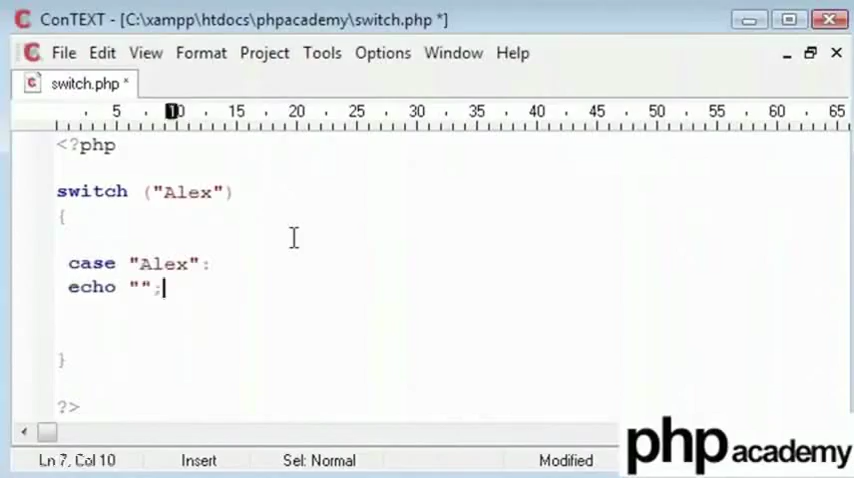 ConTEXT - [C:\xampp\htdocs\phpacademy\switch.php *]
File Edit View Format Project Tools Options Window Help
switch.php *
5 10 15 20 25 30 35 40 45 50 55 60 65
<?php
switch ("Alex")
{
case "Alex":
echo "";
}
?>
Ln 7, Col 10 Insert Sel: Normal Modified
php academy